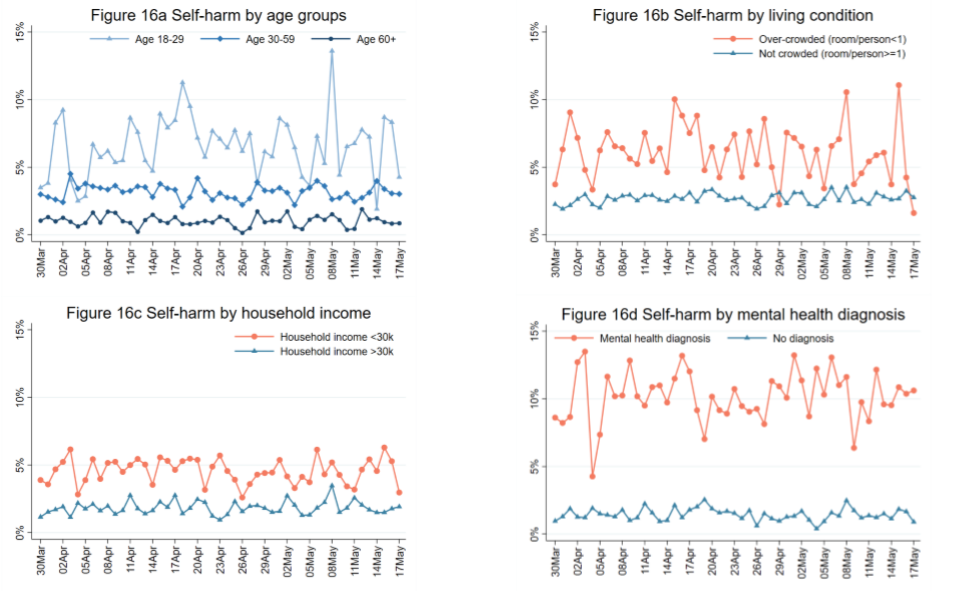 Figure 16a Self-harm by age groups
Age 18-29 Age 30-59 Age 60+
15%
10%
5%
0%
30Mar 02Apr 05Apr 08Apr 11Apr 14Apr 17Apr 20Apr 23Apr 26Apr 29Apr 02May 05May 08May 11May 14May 17May
Figure 16b Self-harm by living condition
Over-crowded (room/person<1)
Not crowded (room/person>=1)
15%
10%
5%
0%
30Mar 02Apr 05Apr 08Apr 11Apr 14Apr 17Apr 20Apr 23Apr 26Apr 29Apr 02May 05May 08May 11May 14May 17May
Figure 16c Self-harm by household income
Household income <30k
Household income >30k
15%
10%
5%
0%
30Mar 02Apr 05Apr 08Apr 11Apr 14Apr 17Apr 20Apr 23Apr 26Apr 29Apr 02May 05May 08May 11May 14May 17May
Figure 16d Self-harm by mental health diagnosis
Mental health diagnosis No diagnosis
15%
10%
5%
0%
30Mar 02Apr 05Apr 08Apr 11Apr 14Apr 17Apr 20Apr 23Apr 26Apr 29Apr 02May 05May 08May 11May 14May 17May